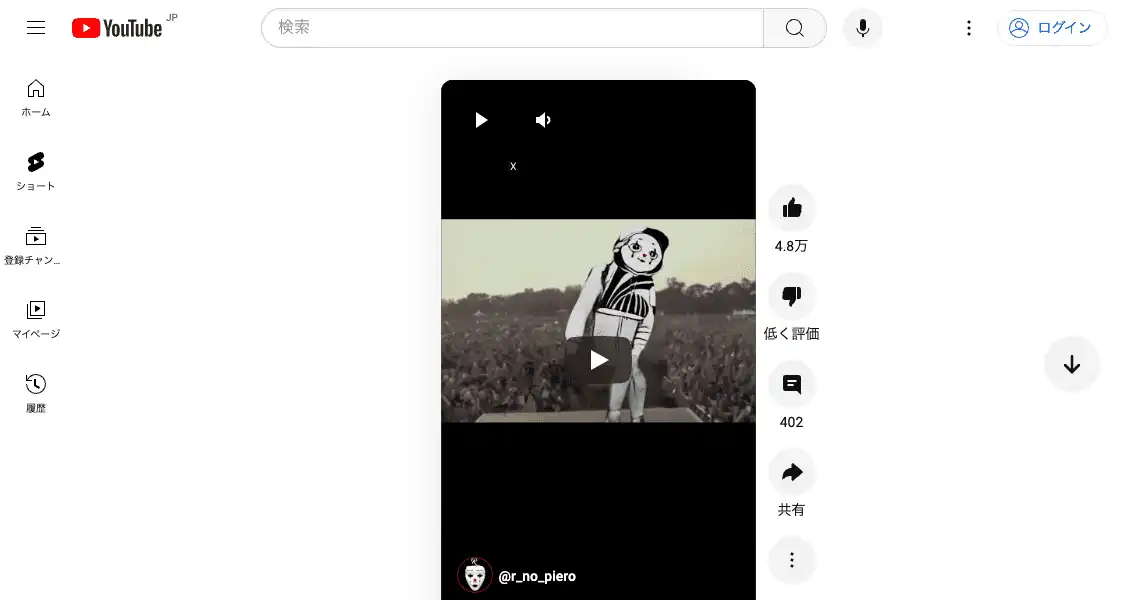 YouTube JP
検索
ログイン
ホーム
ショート
登録チャン...
マイページ
履歴
x
4.8万
低く評価
402
共有
@r_no_piero